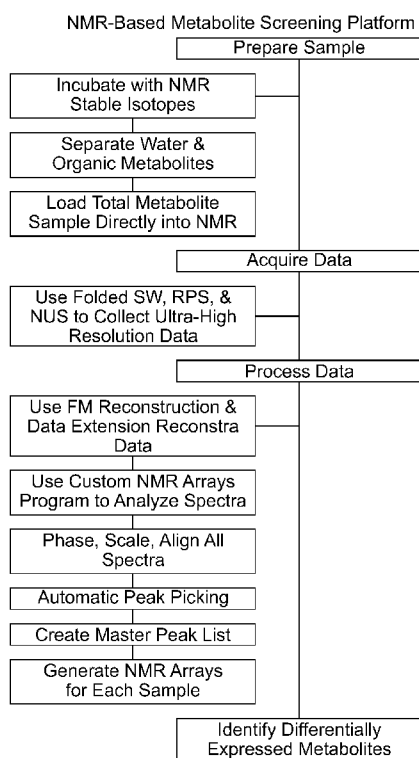 NMR-Based Metabolite Screening Platform
Prepare Sample
Incubate with NMR
Stable Isotopes
Separate Water &
Organic Metabolites
Load Total Metabolite
Sample Directly into NMR
Acquire Data
Use Folded SW, RPS, &
NUS to Collect Ultra-High
Resolution Data
Process Data
Use FM Reconstruction &
Data Extension Reconstra
Data
Use Custom NMR Arrays
Program to Analyze Spectra
Phase, Scale, Align All
Spectra
Automatic Peak Picking
Create Master Peak List
Generate NMR Arrays
for Each Sample
Identify Differentially
Expressed Metabolites